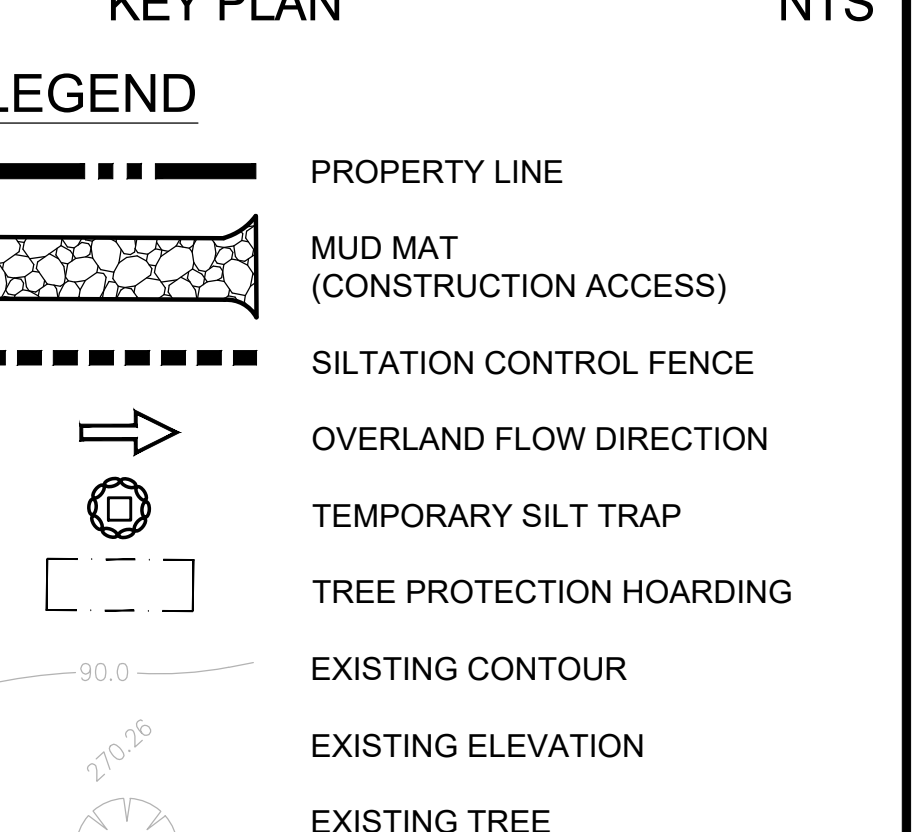 KEY PLAN NTS
LEGEND
PROPERTY LINE
MUD MAT
(CONSTRUCTION ACCESS)
SILTATION CONTROL FENCE
OVERLAND FLOW DIRECTION
TEMPORARY SILT TRAP
TREE PROTECTION HOARDING
90.0 EXISTING CONTOUR
270.26 EXISTING ELEVATION
EXISTING TREE